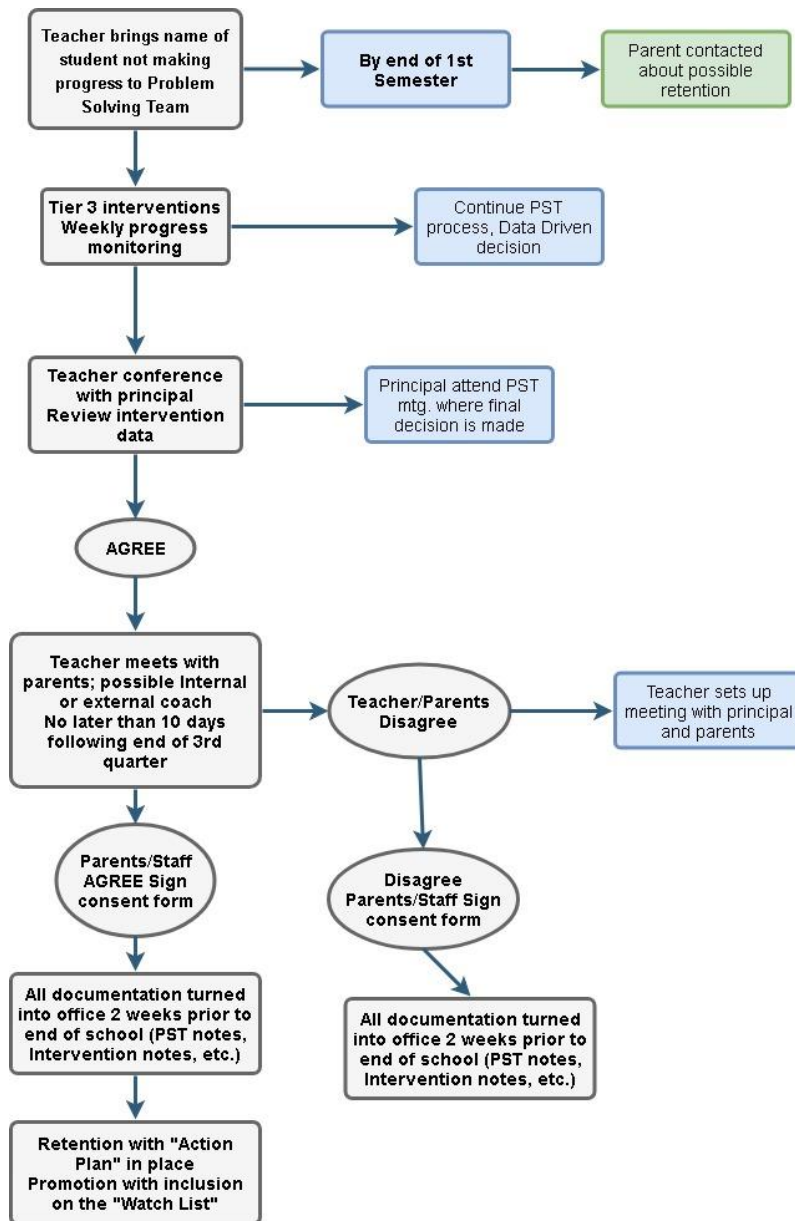 Teacher brings name of
student not making
progress to Problem
Solving Team
By end of 1st
Semester
Parent contacted
about possible
retention
Tier 3 interventions
Weekly progress
monitoring
Continue PST
process, Data Driven
decision
Teacher conference
with principal
Review intervention
data
Principal attend PST
mtg. where final
decision is made
AGREE
Teacher meets with
parents; possible Internal
or external coach
No later than 10 days
following end of 3rd
quarter
Teacher/Parents
Disagree
Teacher sets up
meeting with principal
and parents
Parents/Staff
AGREE Sign
consent form
Disagree
Parents/Staff Sign
consent form
All documentation turned
into office 2 weeks prior to
end of school (PST notes,
Intervention notes, etc.)
All documentation turned
into office 2 weeks prior to
end of school (PST notes,
Intervention notes, etc.)
Retention with "Action
Plan" in place
Promotion with inclusion
on the "Watch List"